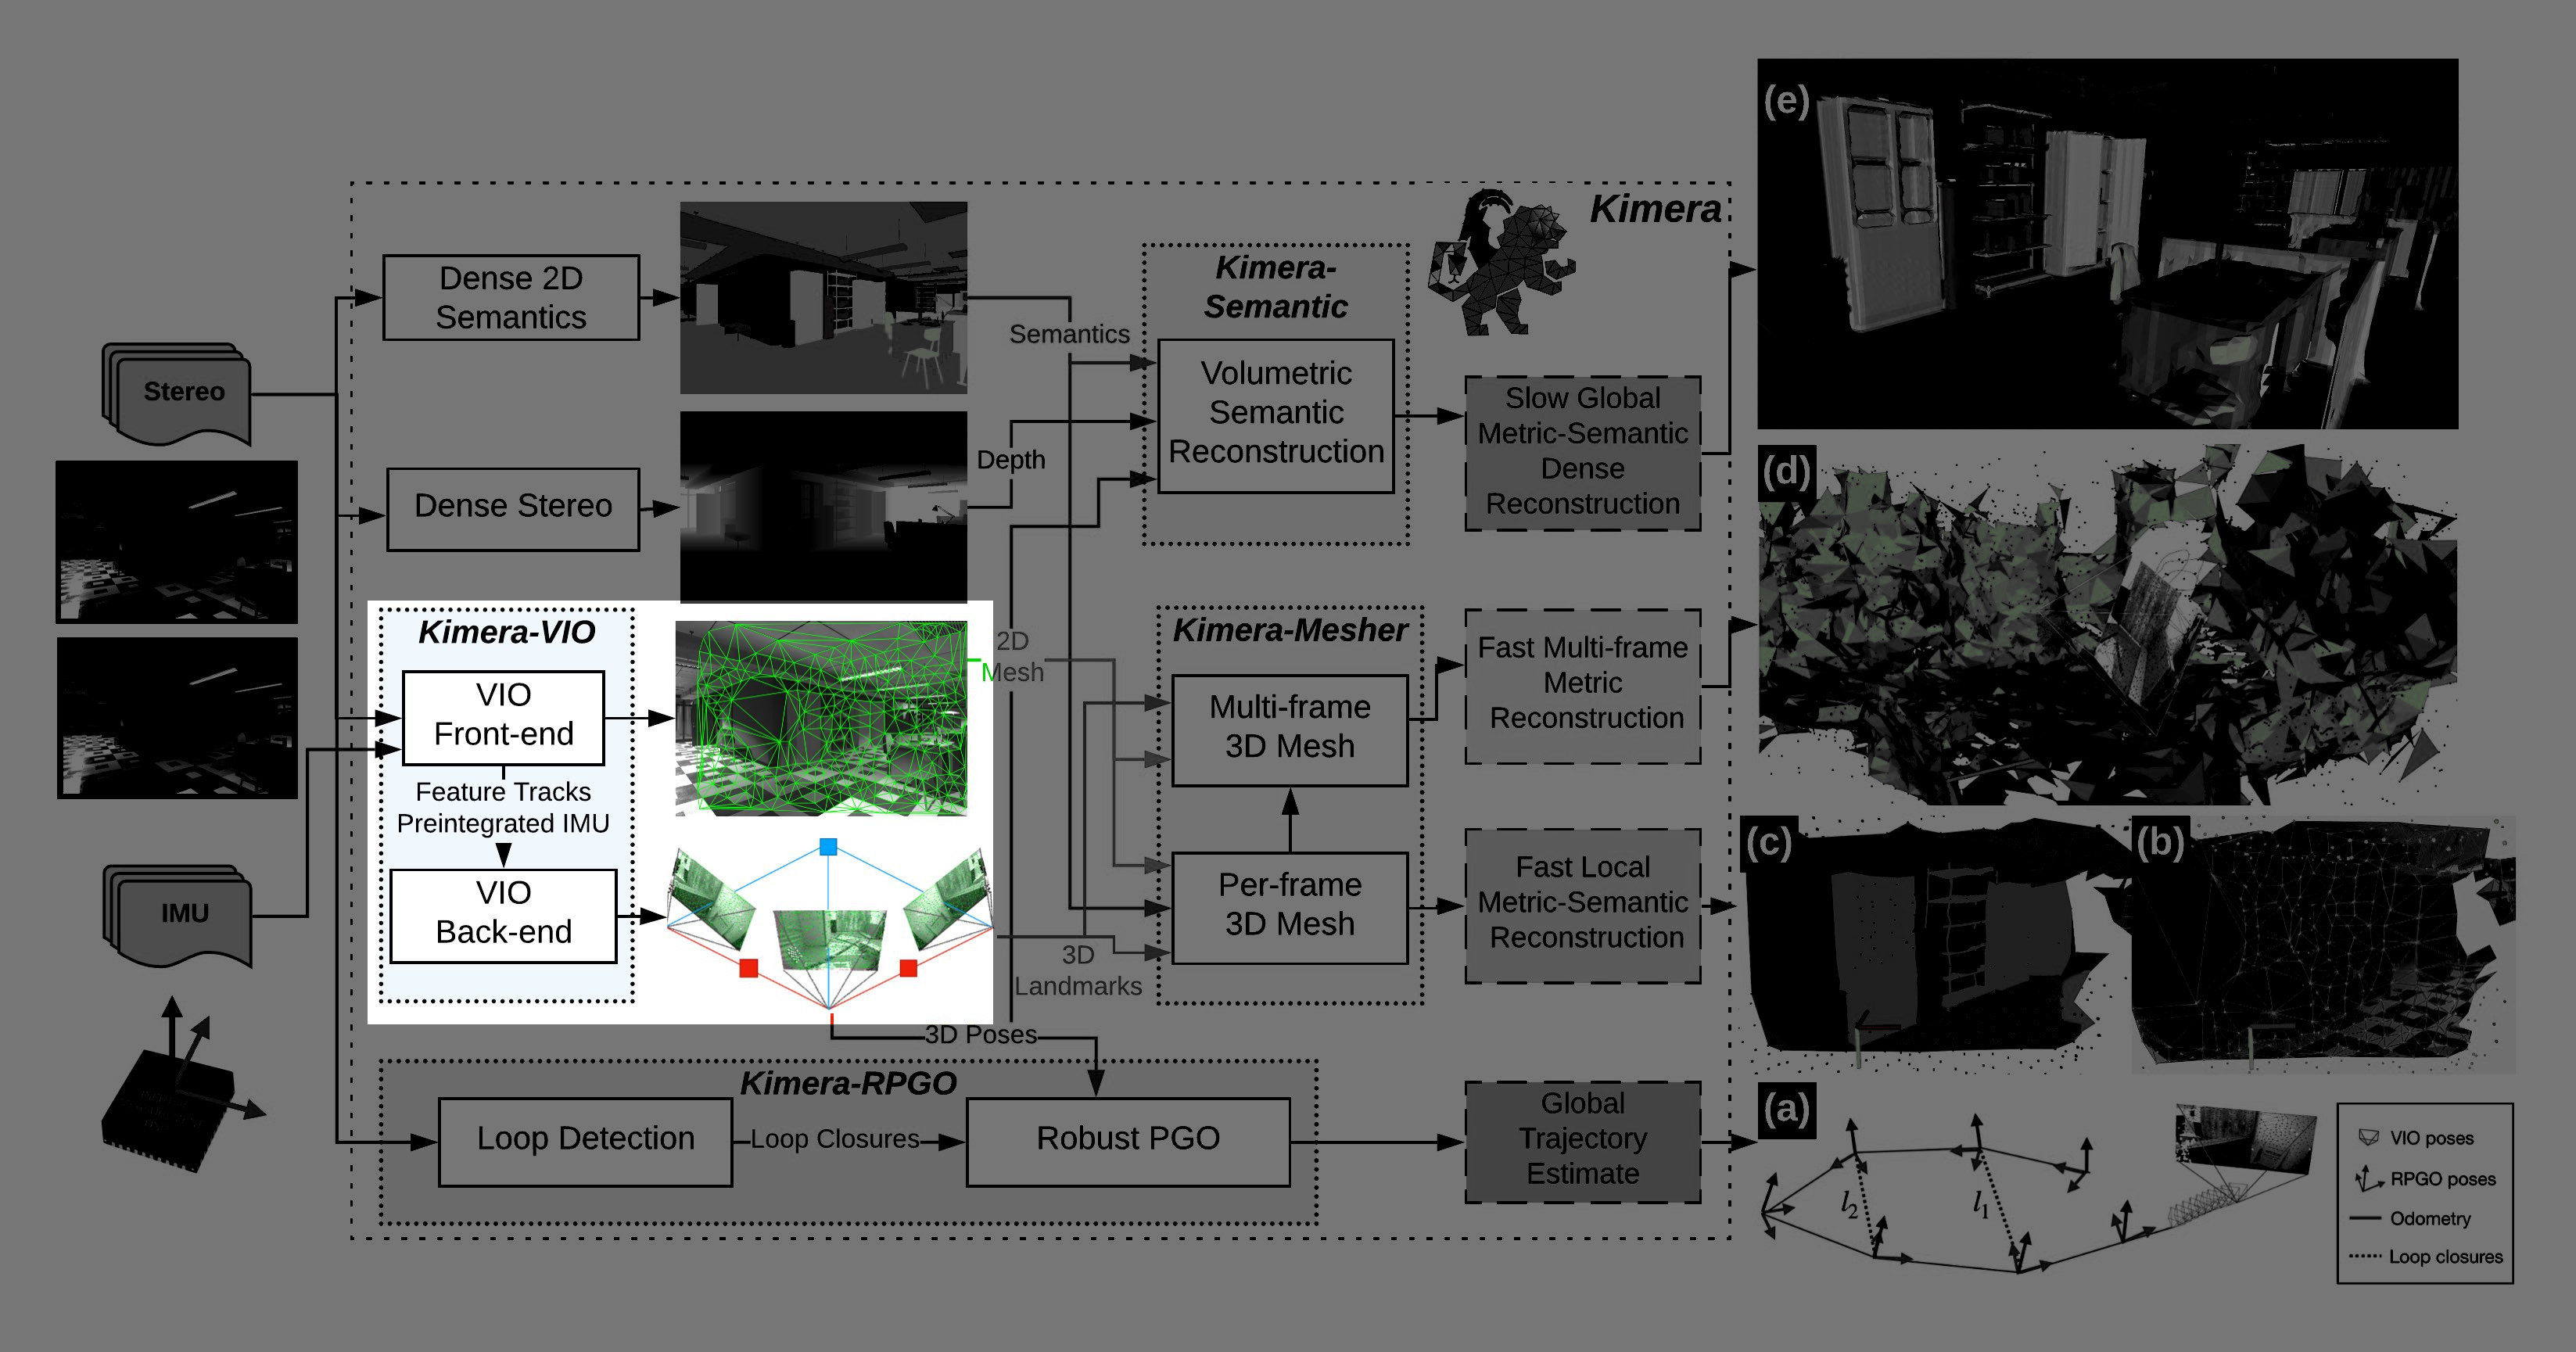 Kimera
Stereo
IMU
Dense 2D
Semantics
Dense Stereo
Kimera-VIO
VIO
Front-end
Feature Tracks
Preintegrated IMU
VIO
Back-end
Semantics
Depth
2D
Mesh
3D
Landmarks
3D Poses
Kimera-
Semantic
Volumetric
Semantic
Reconstruction
Kimera-Mesher
Multi-frame
3D Mesh
Per-frame
3D Mesh
Kimera-RPGO
Loop Detection
Loop Closures
Robust PGO
Slow Global
Metric-Semantic
Dense
Reconstruction
Fast Multi-frame
Metric
Reconstruction
Fast Local
Metric-Semantic
Reconstruction
Global
Trajectory
Estimate
(e)
(d)
(c)
(b)
(a)
l2
l1
VIO poses
RPGO poses
Odometry
Loop closures